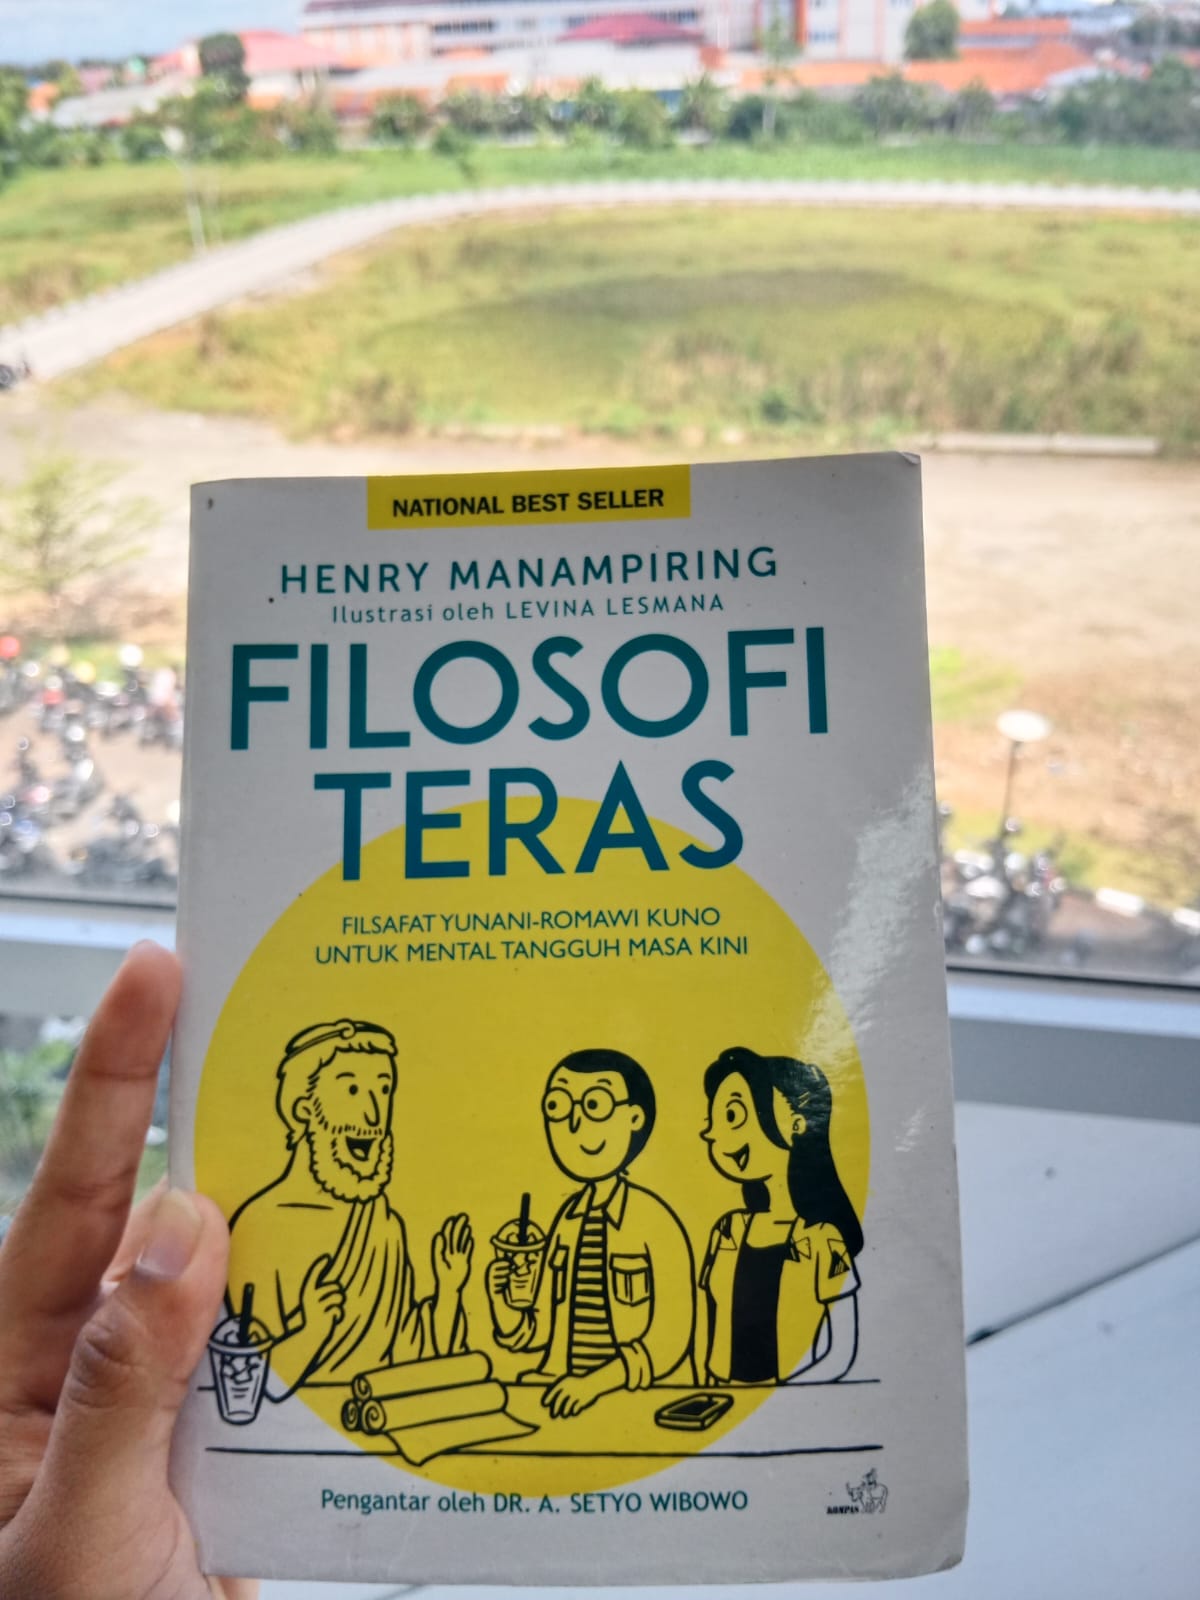 NATIONAL BEST SELLER
HENRY MANAMPIRING
Ilustrasi oleh LEVINA LESMANA
FILOSOFI
TERAS
FILSAFAT YUNANI-ROMAWI KUNO
UNTUK MENTAL TANGGUH MASA KINI
Pengantar oleh DR. A. SETYO WIBOWO
KOMPAS